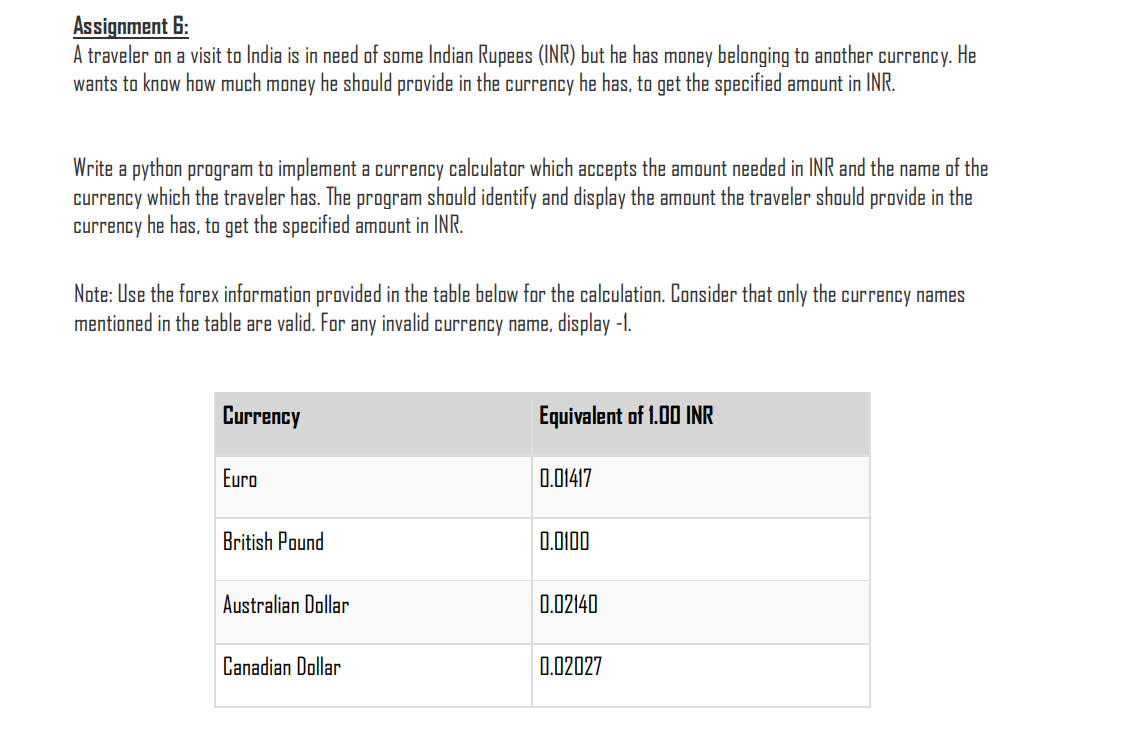 Assignment 6:
A traveler on a visit to India is in need of some Indian Rupees (INR) but he has money belonging to another currency. He
wants to know how much money he should provide in the currency he has, to get the specified amount in INR.
Write a python program to implement a currency calculator which accepts the amount needed in INR and the name of the
currency which the traveler has. The program should identify and display the amount the traveler should provide in the
currency he has, to get the specified amount in INR.
Note: Use the forex information provided in the table below for the calculation. Consider that only the currency names
mentioned in the table are valid. For any invalid currency name, display -1.
Currency Equivalent of 1.00 INR
Euro 0.01417
British Pound 0.0100
Australian Dollar 0.02140
Canadian Dollar 0.02027